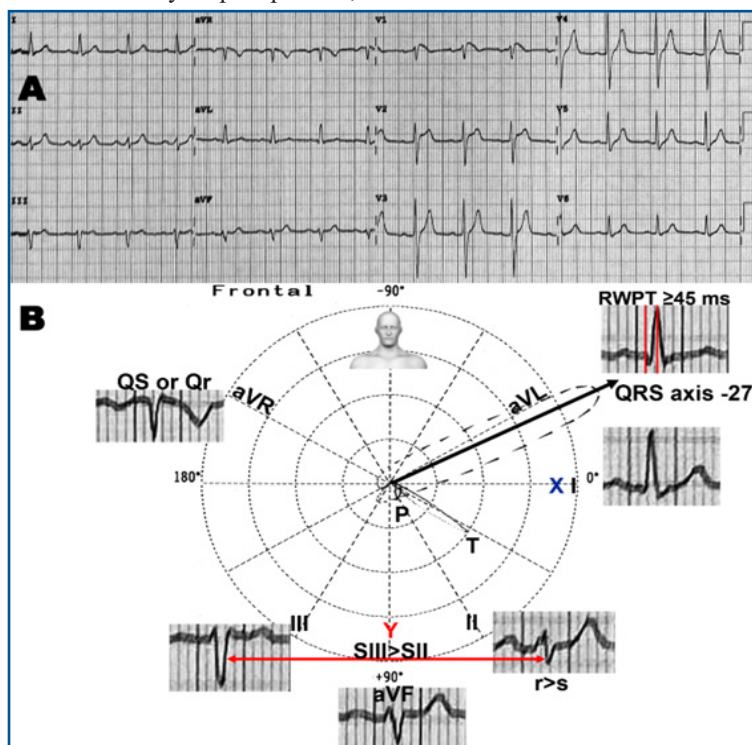 I aVR V1 V4
A
II aVL V2 V5
III aVF V3 V6
Frontal
-90°
B
RWPT ≥45 ms
QS or Qr
aVR
aVL
QRS axis -27
180°
X I 0°
P
T
III
Y
II
SIII>SII
r>s
+90°
aVF